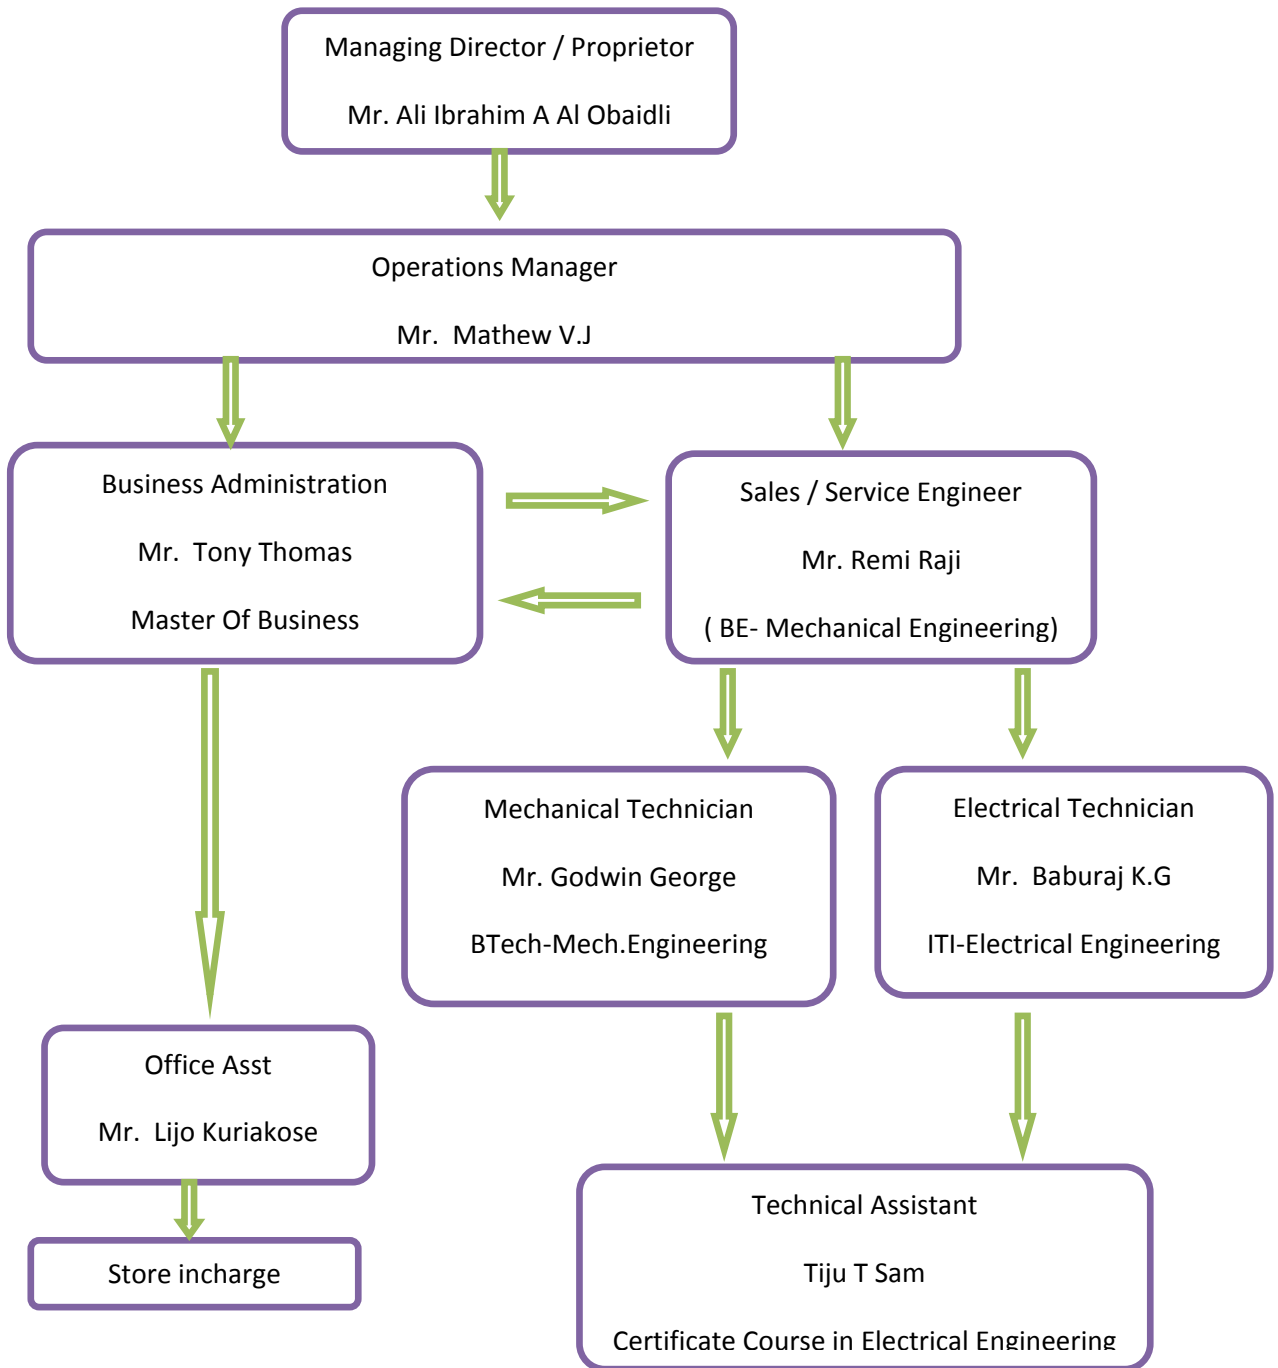 Managing Director / Proprietor
Mr. Ali Ibrahim A Al Obaidli
Operations Manager
Mr. Mathew V.J
Business Administration
Mr. Tony Thomas
Master Of Business
Sales / Service Engineer
Mr. Remi Raji
( BE- Mechanical Engineering)
Mechanical Technician
Mr. Godwin George
BTech-Mech.Engineering
Electrical Technician
Mr. Baburaj K.G
ITI-Electrical Engineering
Office Asst
Mr. Lijo Kuriakose
Store incharge
Technical Assistant
Tiju T Sam
Certificate Course in Electrical Engineering